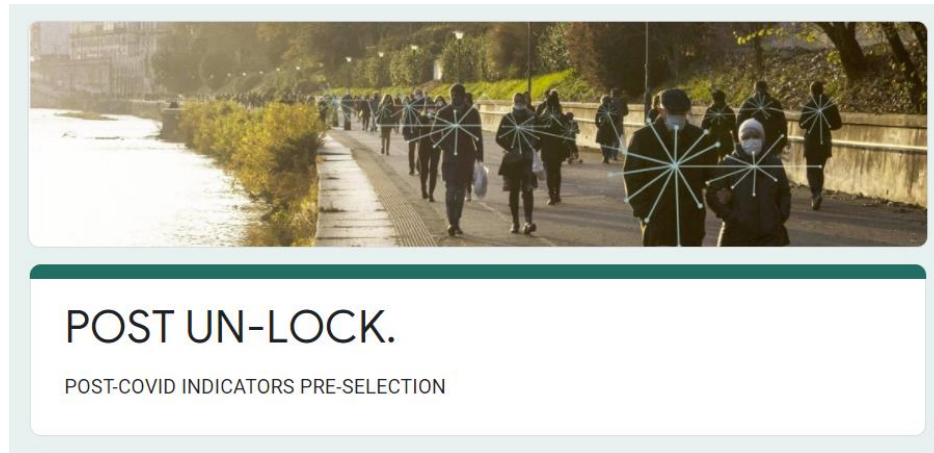 POST UN-LOCK.
POST-COVID INDICATORS PRE-SELECTION